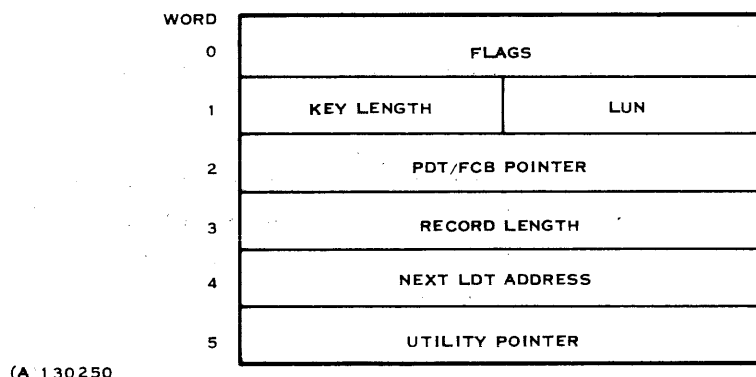 WORD
0 FLAGS
1 KEY LENGTH LUN
2 PDT/FCB POINTER
3 RECORD LENGTH
4 NEXT LDT ADDRESS
5 UTILITY POINTER
(A) 130250